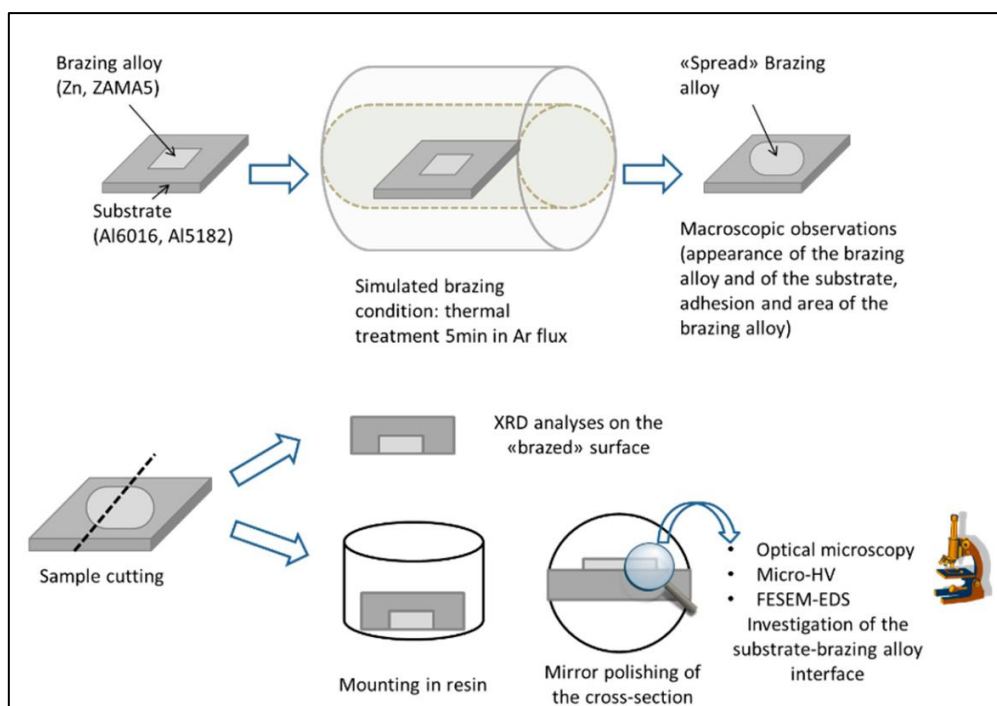 Brazing alloy
(Zn, ZAMA5)
Substrate
(Al6016, Al5182)
Simulated brazing
condition: thermal
treatment 5min in Ar flux
«Spread» Brazing
alloy
Macroscopic observations
(appearance of the brazing
alloy and of the substrate,
adhesion and area of the
brazing alloy)
Sample cutting
XRD analyses on the
«brazed» surface
Mounting in resin
Mirror polishing of
the cross-section
• Optical microscopy
• Micro-HV
• FESEM-EDS
Investigation of the
substrate-brazing alloy
interface